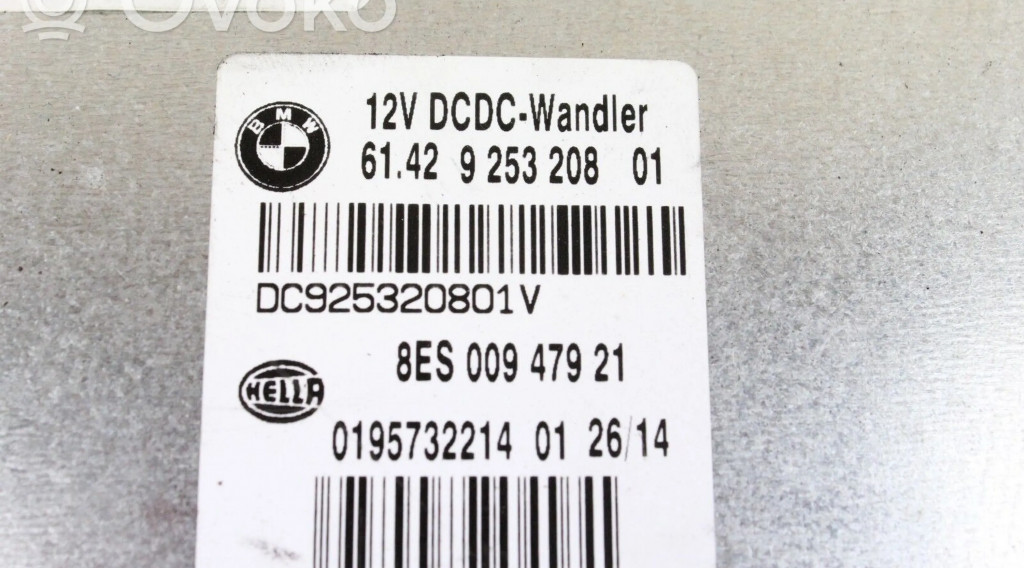 OVOKO
12V DCDC-Wandler
BMW
61.42 9 253 208 01
DC925320801V
8ES 009 479 21
HELLA
0195732214 01 26/14